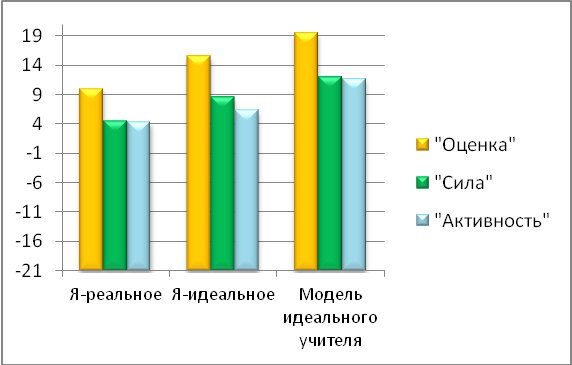 19
14
9
4
-1
-6
-11
-16
-21
Я-реальное Я-идеальное Модель
идеального
учителя
"Оценка"
"Сила"
"Активность"